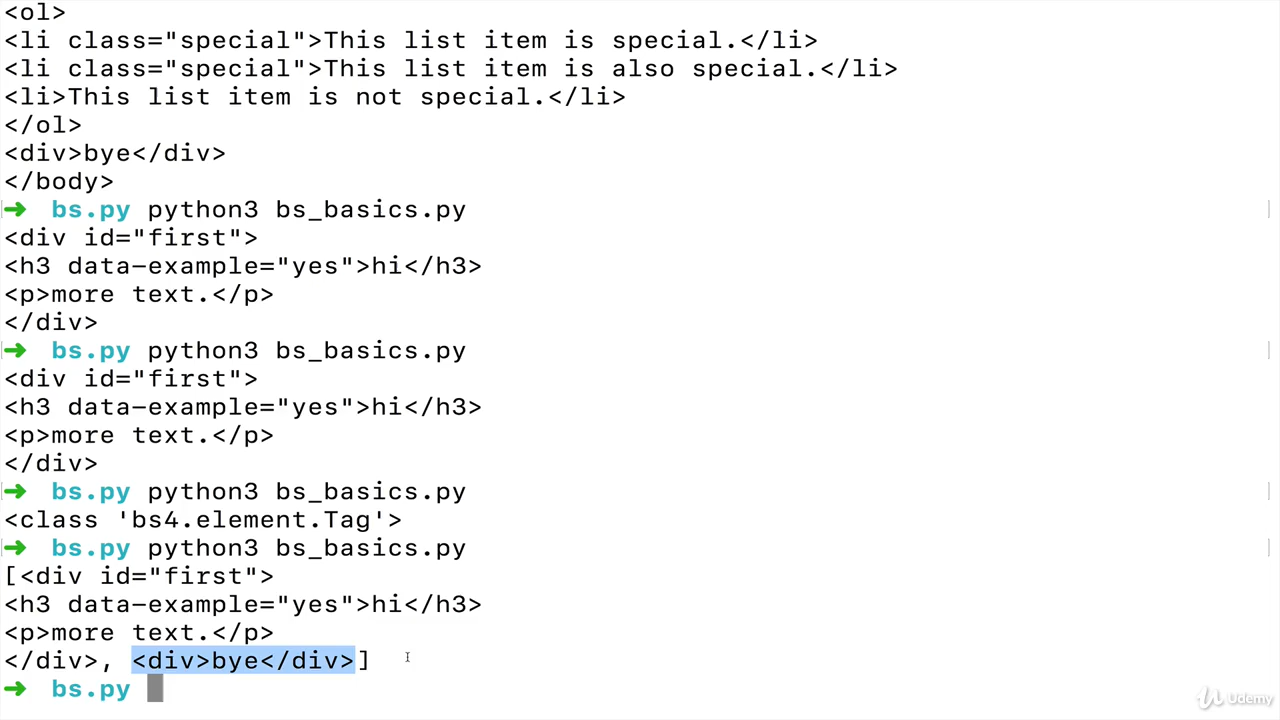 <ol>
<li class="special">This list item is special.</li>
<li class="special">This list item is also special.</li>
<li>This list item is not special.</li>
</ol>
<div>bye</div>
</body>
➜ bs.py python3 bs_basics.py
<div id="first">
<h3 data-example="yes">hi</h3>
<p>more text.</p>
</div>
➜ bs.py python3 bs_basics.py
<div id="first">
<h3 data-example="yes">hi</h3>
<p>more text.</p>
</div>
➜ bs.py python3 bs_basics.py
<class 'bs4.element.Tag'>
➜ bs.py python3 bs_basics.py
[<div id="first">
<h3 data-example="yes">hi</h3>
<p>more text.</p>
</div>, <div>bye</div>]
➜ bs.py
Udemy